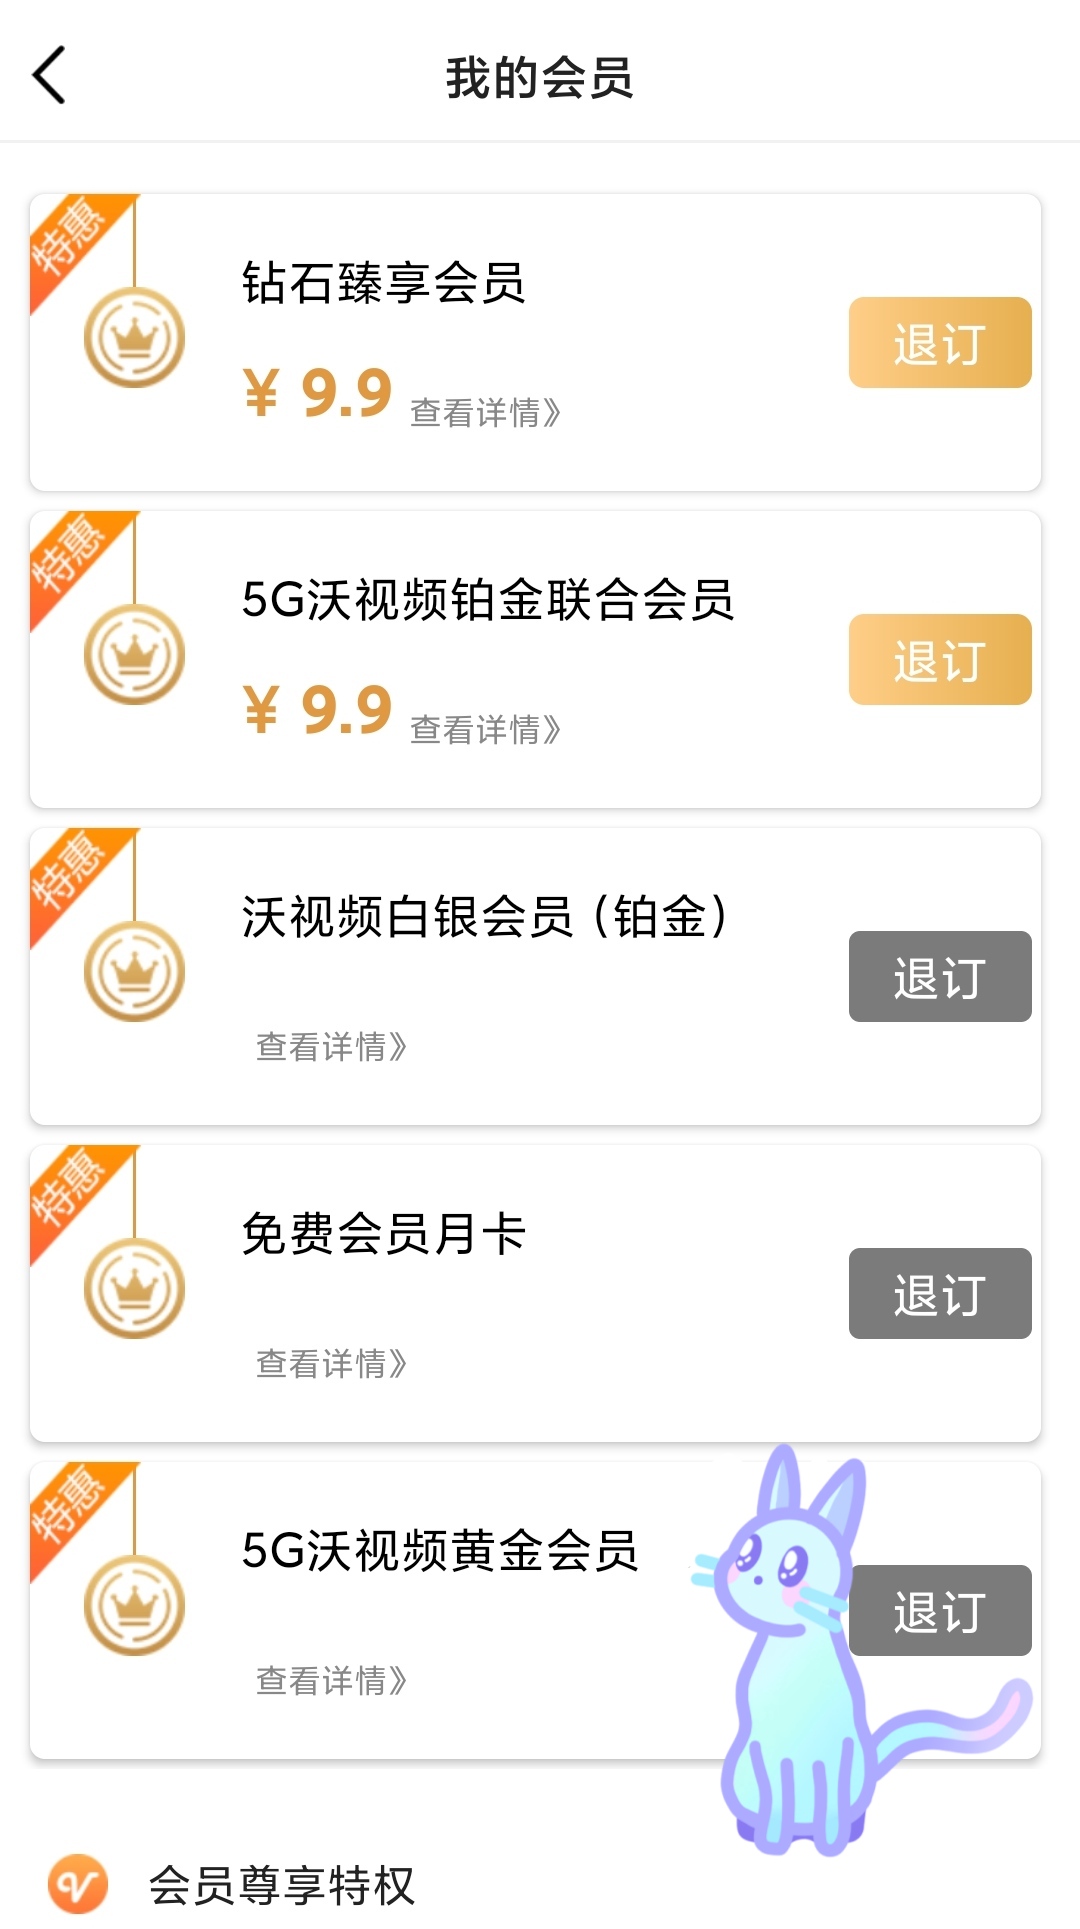 我的会员
特惠
钻石臻享会员
¥ 9.9 查看详情》
退订
特惠
5G沃视频铂金联合会员
¥ 9.9 查看详情》
退订
特惠
沃视频白银会员（铂金）
查看详情》
退订
特惠
免费会员月卡
查看详情》
退订
特惠
5G沃视频黄金会员
查看详情》
退订
会员尊享特权